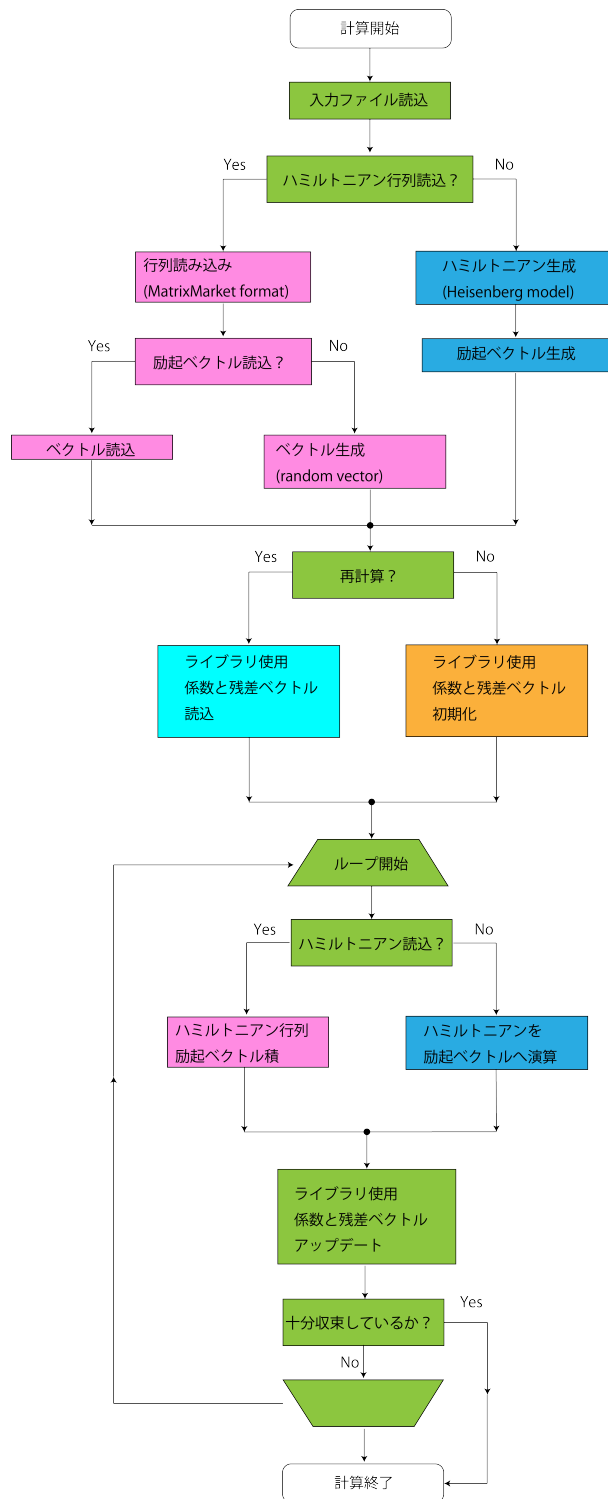 計算開始
入力ファイル読込
Yes
No
ハミルトニアン行列読込？
行列読み込み
(MatrixMarket format)
ハミルトニアン生成
(Heisenberg model)
Yes
No
励起ベクトル読込？
励起ベクトル生成
ベクトル読込
ベクトル生成
(random vector)
Yes
No
再計算？
ライブラリ使用
係数と残差ベクトル
読込
ライブラリ使用
係数と残差ベクトル
初期化
ループ開始
Yes
No
ハミルトニアン読込？
ハミルトニアン行列
励起ベクトル積
ハミルトニアンを
励起ベクトルへ演算
ライブラリ使用
係数と残差ベクトル
アップデート
Yes
十分収束しているか？
No
計算終了